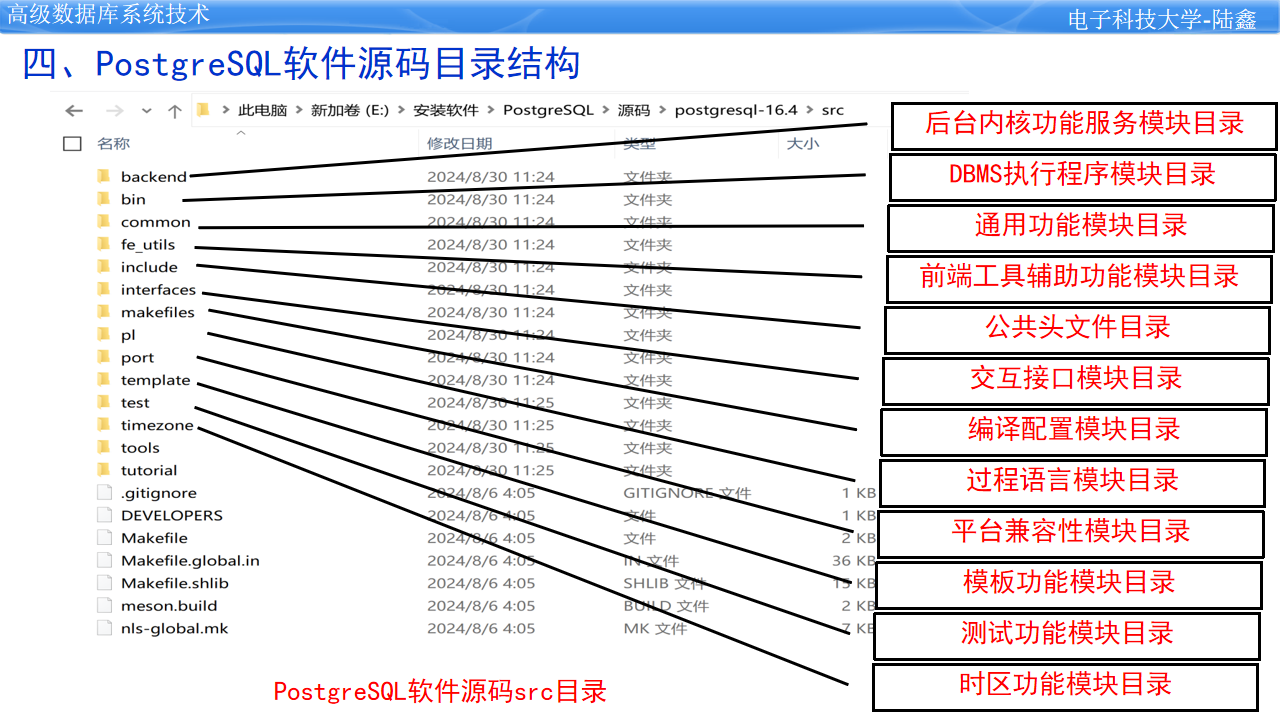 高级数据库系统技术
电子科技大学-陆鑫
四、PostgreSQL软件源码目录结构
此电脑 > 新加卷 (E:) > 安装软件 > PostgreSQL > 源码 > postgresql-16.4 > src
名称 修改日期 类型 大小
backend 2024/8/30 11:24 文件夹
bin 2024/8/30 11:24 文件夹
common 2024/8/30 11:24 文件夹
fe_utils 2024/8/30 11:24 文件夹
include 2024/8/30 11:24 文件夹
interfaces 2024/8/30 11:24 文件夹
makefiles 2024/8/30 11:24 文件夹
pl 2024/8/30 11:24 文件夹
port 2024/8/30 11:24 文件夹
template 2024/8/30 11:24 文件夹
test 2024/8/30 11:25 文件夹
timezone 2024/8/30 11:25 文件夹
tools 2024/8/30 11:25 文件夹
tutorial 2024/8/30 11:25 文件夹
.gitignore 2024/8/6 4:05 GITIGNORE 文件 1 KB
DEVELOPERS 2024/8/6 4:05 文件 1 KB
Makefile 2024/8/6 4:05 文件 2 KB
Makefile.global.in 2024/8/6 4:05 IN 文件 36 KB
Makefile.shlib 2024/8/6 4:05 SHLIB 文件 15 KB
meson.build 2024/8/6 4:05 BUILD 文件 2 KB
nls-global.mk 2024/8/6 4:05 MK 文件 7 KB
后台内核功能服务模块目录
DBMS执行程序模块目录
通用功能模块目录
前端工具辅助功能模块目录
公共头文件目录
交互接口模块目录
编译配置模块目录
过程语言模块目录
平台兼容性模块目录
模板功能模块目录
测试功能模块目录
时区功能模块目录
PostgreSQL软件源码src目录